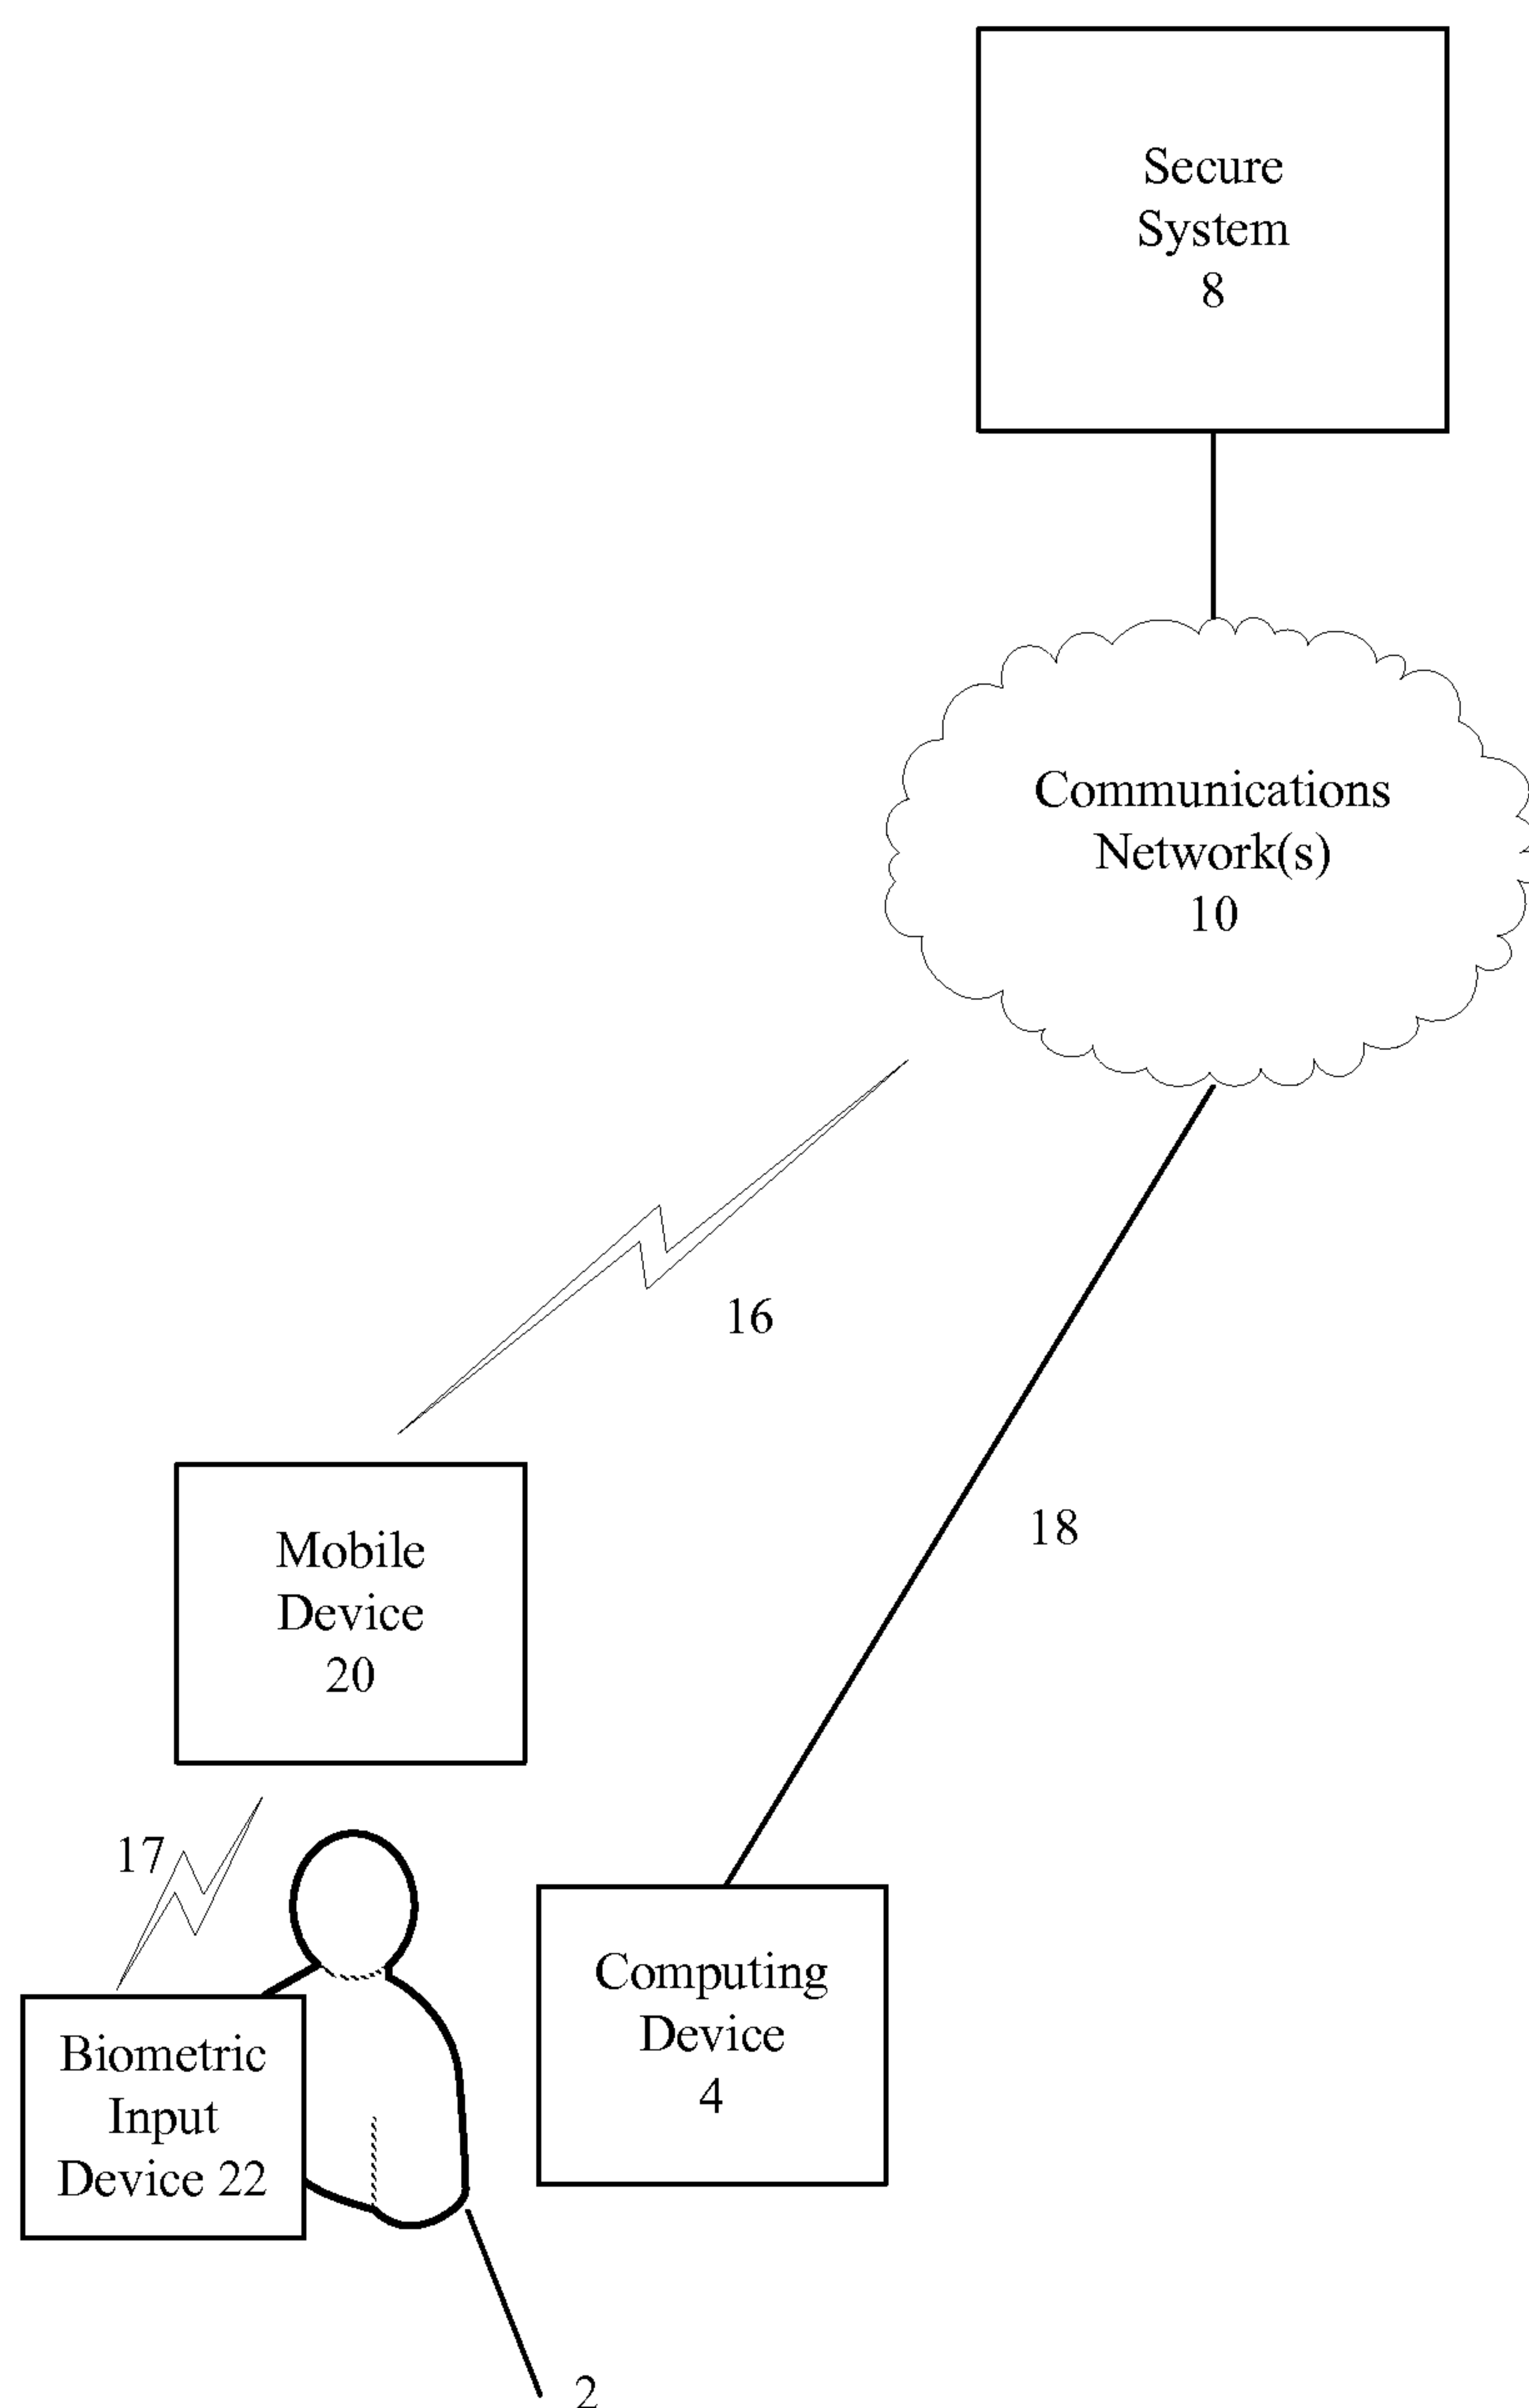 Secure
System
8
Communications
Network(s)
10
16
18
Mobile
Device
20
17
Computing
Device
4
Biometric
Input
Device 22
2